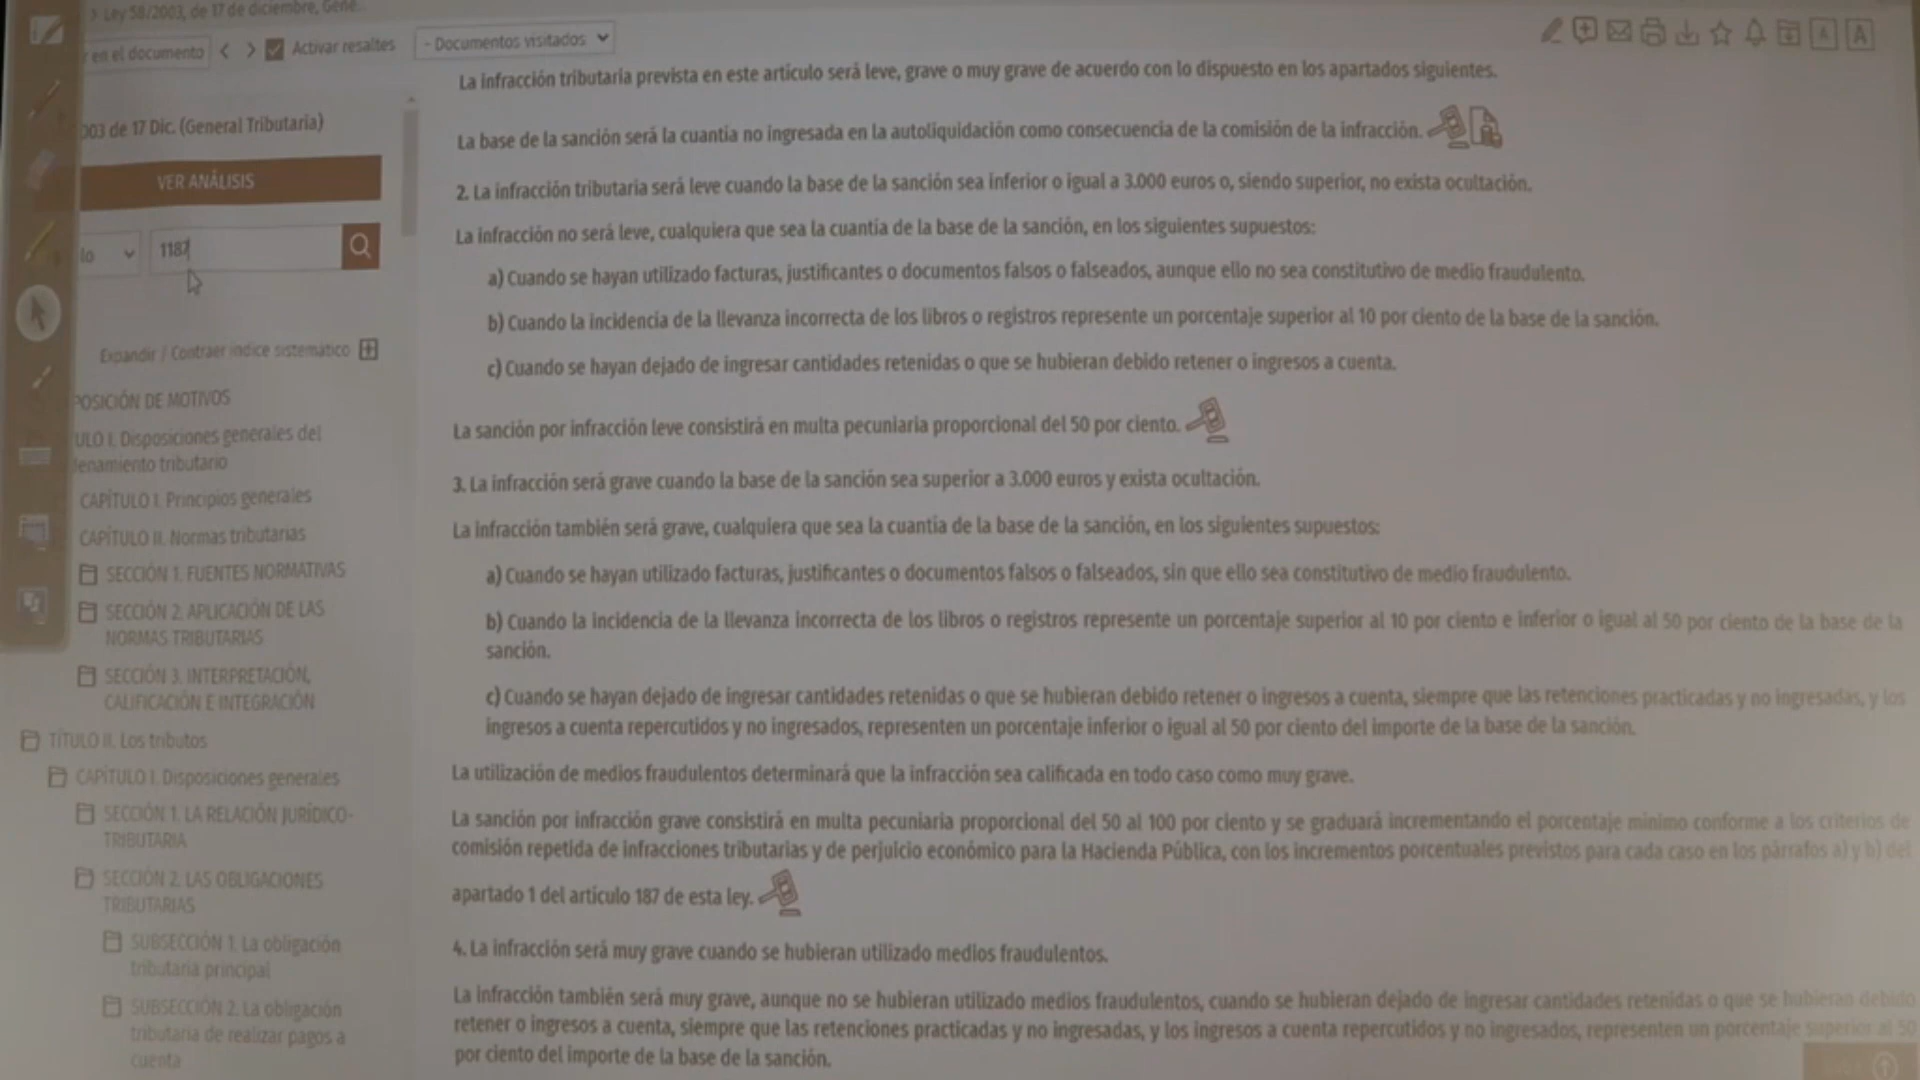 > Ley 58/2003, de 17 de diciembre, Gene.
r en el documento
Activar resaltes
- Documentos visitados
003 de 17 Dic. (General Tributaria)
VER ANÁLISIS
lo
1187
Expandir / Contraer índice sistemático
POSICIÓN DE MOTIVOS
ULO I. Disposiciones generales del
denamiento tributario
CAPÍTULO I. Principios generales
CAPÍTULO II. Normas tributarias
SECCIÓN 1. FUENTES NORMATIVAS
SECCIÓN 2. APLICACIÓN DE LAS
NORMAS TRIBUTARIAS
SECCIÓN 3. INTERPRETACIÓN,
CALIFICACIÓN E INTEGRACIÓN
TÍTULO II. Los tributos
CAPÍTULO I. Disposiciones generales
SECCIÓN 1. LA RELACIÓN JURÍDICO-
TRIBUTARIA
SECCIÓN 2. LAS OBLIGACIONES
TRIBUTARIAS
SUBSECCIÓN 1. La obligación
tributaria principal
SUBSECCIÓN 2. La obligación
tributaria de realizar pagos a
cuenta
A A
La infracción tributaria prevista en este artículo será leve, grave o muy grave de acuerdo con lo dispuesto en los apartados siguientes.
La base de la sanción será la cuantía no ingresada en la autoliquidación como consecuencia de la comisión de la infracción.
2. La infracción tributaria será leve cuando la base de la sanción sea inferior o igual a 3.000 euros o, siendo superior, no exista ocultación.
La infracción no será leve, cualquiera que sea la cuantía de la base de la sanción, en los siguientes supuestos:
a) Cuando se hayan utilizado facturas, justificantes o documentos falsos o falseados, aunque ello no sea constitutivo de medio fraudulento.
b) Cuando la incidencia de la llevanza incorrecta de los libros o registros represente un porcentaje superior al 10 por ciento de la base de la sanción.
c) Cuando se hayan dejado de ingresar cantidades retenidas o que se hubieran debido retener o ingresos a cuenta.
La sanción por infracción leve consistirá en multa pecuniaria proporcional del 50 por ciento.
3. La infracción será grave cuando la base de la sanción sea superior a 3.000 euros y exista ocultación.
La infracción también será grave, cualquiera que sea la cuantía de la base de la sanción, en los siguientes supuestos:
a) Cuando se hayan utilizado facturas, justificantes o documentos falsos o falseados, sin que ello sea constitutivo de medio fraudulento.
b) Cuando la incidencia de la llevanza incorrecta de los libros o registros represente un porcentaje superior al 10 por ciento e inferior o igual al 50 por ciento de la base de la
sanción.
c) Cuando se hayan dejado de ingresar cantidades retenidas o que se hubieran debido retener o ingresos a cuenta, siempre que las retenciones practicadas y no ingresadas, y los
ingresos a cuenta repercutidos y no ingresados, representen un porcentaje inferior o igual al 50 por ciento del importe de la base de la sanción.
La utilización de medios fraudulentos determinará que la infracción sea calificada en todo caso como muy grave.
La sanción por infracción grave consistirá en multa pecuniaria proporcional del 50 al 100 por ciento y se graduará incrementando el porcentaje mínimo conforme a los criterios de
comisión repetida de infracciones tributarias y de perjuicio económico para la Hacienda Pública, con los incrementos porcentuales previstos para cada caso en los párrafos a) y b) del
apartado 1 del artículo 187 de esta ley.
4. La infracción será muy grave cuando se hubieran utilizado medios fraudulentos.
La infracción también será muy grave, aunque no se hubieran utilizado medios fraudulentos, cuando se hubieran dejado de ingresar cantidades retenidas o que se hubieran debido
retener o ingresos a cuenta, siempre que las retenciones practicadas y no ingresadas, y los ingresos a cuenta repercutidos y no ingresados, representen un porcentaje superior al 50
por ciento del importe de la base de la sanción.